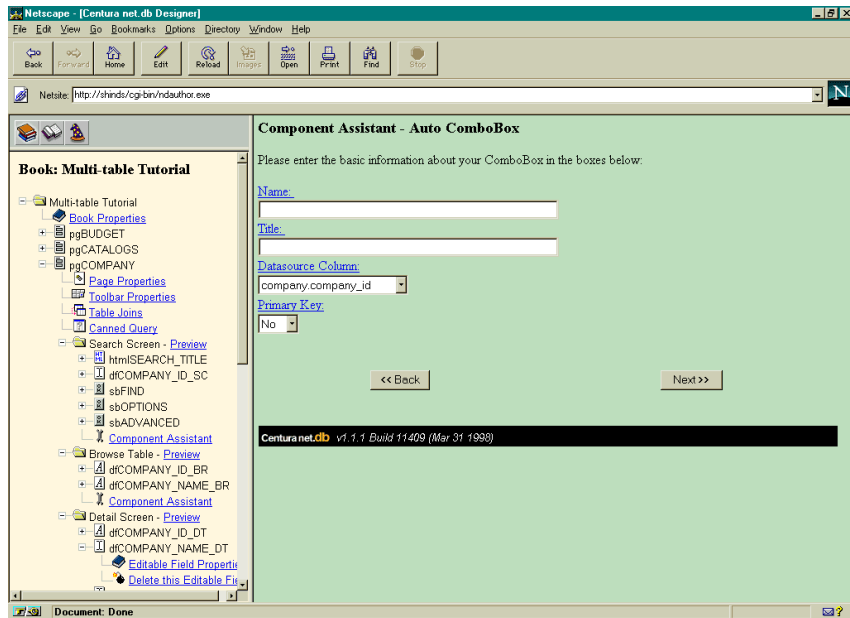 Netscape - [Centura net.db Designer]
File Edit View Go Bookmarks Options Directory Window Help
Back Forward Home Edit Reload Images Open Print Find Stop
Netsite: http://shinds/cgi-bin/ndauthor.exe
N
Book: Multi-table Tutorial
Multi-table Tutorial
Book Properties
pgBUDGET
pgCATALOGS
pgCOMPANY
Page Properties
Toolbar Properties
Table Joins
Canned Query
Search Screen - Preview
htmlSEARCH_TITLE
dfCOMPANY_ID_SC
sbFIND
sbOPTIONS
sbADVANCED
Component Assistant
Browse Table - Preview
dfCOMPANY_ID_BR
dfCOMPANY_NAME_BR
Component Assistant
Detail Screen - Preview
dfCOMPANY_ID_DT
dfCOMPANY_NAME_DT
Editable Field Propertie
Delete this Editable Fie
Component Assistant - Auto ComboBox
Please enter the basic information about your ComboBox in the boxes below:
Name:
Title:
Datasource Column:
company.company_id
Primary Key:
No
<< Back Next >>
Centura net.db v1.1.1 Build 11409 (Mar 31 1998)
Document: Done